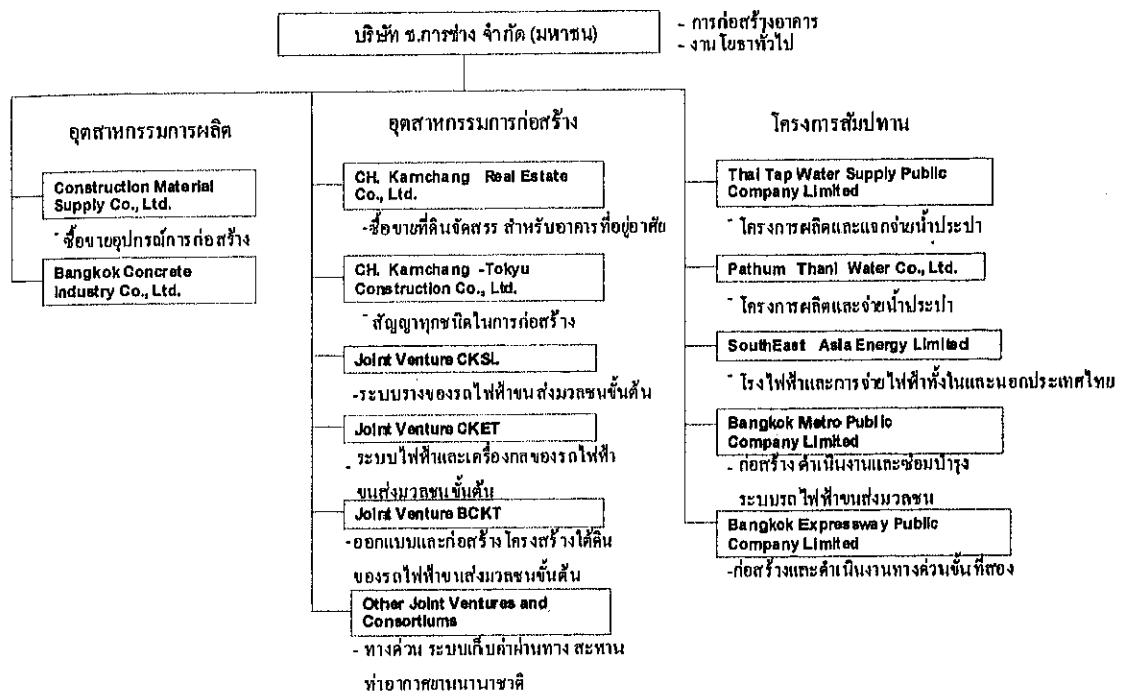 บริษัท ช.การช่าง จำกัด (มหาชน)
- การก่อสร้างอาคาร
- งานโยธาทั่วไป
อุตสาหกรรมการผลิต
Construction Material
Supply Co., Ltd.
- ซื้อขายอุปกรณ์การก่อสร้าง
Bangkok Concrete
Industry Co., Ltd.
อุตสาหกรรมการก่อสร้าง
CH. Karnchang Real Estate
Co., Ltd.
-ซื้อขายที่ดินจัดสรร สำหรับอาคารที่อยู่อาศัย
CH. Karnchang -Tokyu
Construction Co., Ltd.
- สัญญาทุกชนิดในการก่อสร้าง
Joint Venture CKSL
-ระบบรางของรถไฟฟ้าขนส่งมวลชนขั้นต้น
Joint Venture CKET
- ระบบไฟฟ้าและเครื่องกลของรถไฟฟ้า
ขนส่งมวลชนขั้นต้น
Joint Venture BCKT
-ออกแบบและก่อสร้างโครงสร้างใต้ดิน
ของรถไฟฟ้าขนส่งมวลชนขั้นต้น
Other Joint Ventures and
Consortiums
- ทางด่วน ระบบเก็บค่าผ่านทาง สะพาน
ท่าอากาศยานนานาชาติ
โครงการสัมปทาน
Thai Tap Water Supply Public
Company Limited
- โครงการผลิตและแจกจ่ายน้ำประปา
Pathum Thani Water Co., Ltd.
- โครงการผลิตและจ่ายน้ำประปา
SouthEast Asia Energy Limited
- โรงไฟฟ้าและการจ่ายไฟฟ้าทั้งในและนอกประเทศไทย
Bangkok Metro Public
Company Limited
- ก่อสร้าง ดำเนินงานและซ่อมบำรุง
ระบบรถไฟฟ้าขนส่งมวลชน
Bangkok Expressway Public
Company Limited
-ก่อสร้างและดำเนินงานทางด่วนขั้นที่สอง